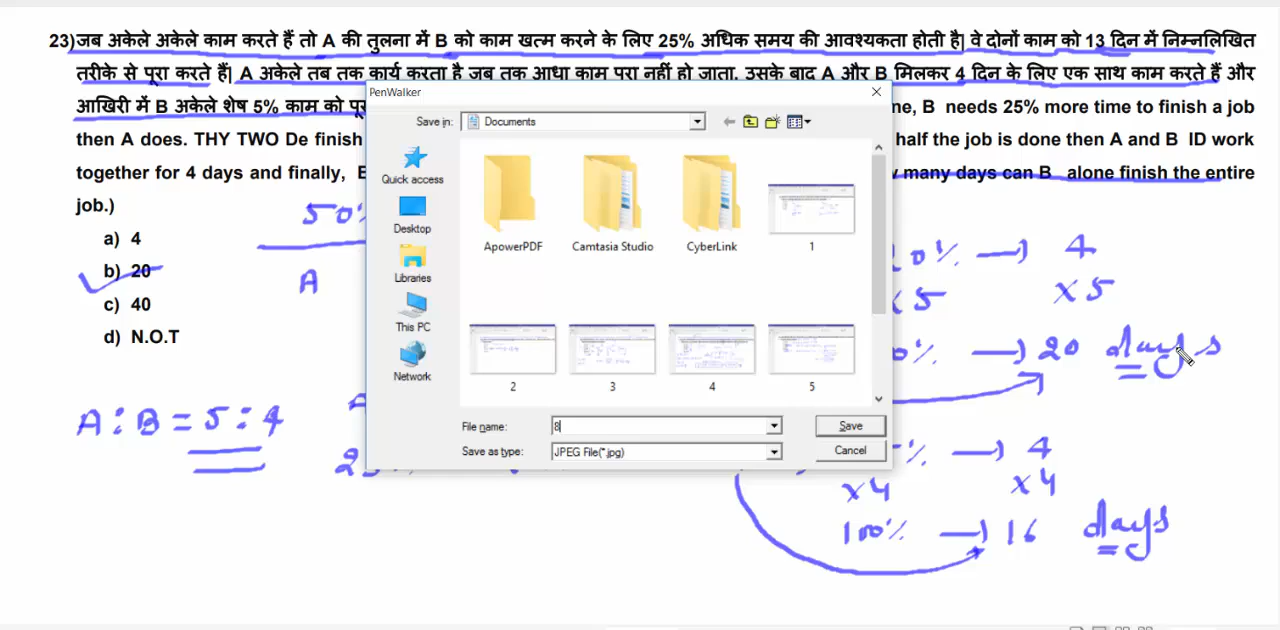 23)जब अकेले अकेले काम करते हैं तो A की तुलना में B को काम खत्म करने के लिए 25% अधिक समय की आवश्यकता होती है| वे दोनों काम को 13 दिन में निम्नलिखित
तरीके से पूरा करते हैं| A अकेले तब तक कार्य करता है जब तक आधा काम पूरा नहीं हो जाता. उसके बाद A और B मिलकर 4 दिन के लिए एक साथ काम करते हैं और
आखिरी में B अकेले शेष 5% काम को
me, B needs 25% more time to finish a job
then A does. THY TWO De finish
half the job is done then A and B ID work
together for 4 days and finally,
many days can B alone finish the entire
job.)
a) 4
b) 20
c) 40
d) N.O.T
50%
A
A:B = 5:4
0% → 4
x5 x5
0% → 20 days
% → 4
x4 x4
100% → 16 days
PenWalker
Save in: Documents
Quick access
Desktop
Libraries
This PC
Network
ApowerPDF
Camtasia Studio
CyberLink
1
2
3
4
5
File name: 8
Save
Save as type: JPEG File(*.jpg)
Cancel